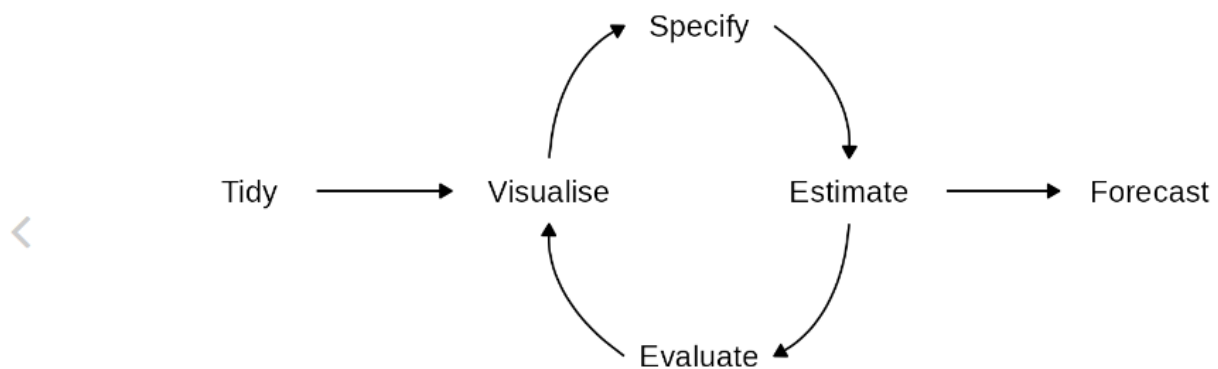 Specify
Tidy
Visualise
Estimate
Forecast
Evaluate